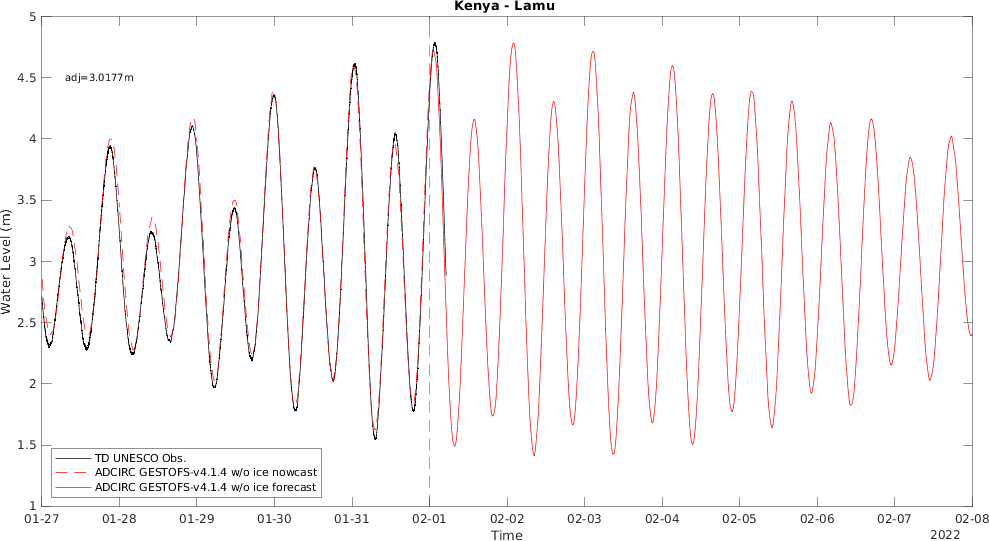 Kenya - Lamu
5
4.5
4
3.5
3
2.5
2
1.5
1
Water Level (m)
adj=3.0177m
TD UNESCO Obs.
ADCIRC GESTOFS-v4.1.4 w/o ice nowcast
ADCIRC GESTOFS-v4.1.4 w/o ice forecast
01-27 01-28 01-29 01-30 01-31 02-01 02-02 02-03 02-04 02-05 02-06 02-07 02-08
Time
2022